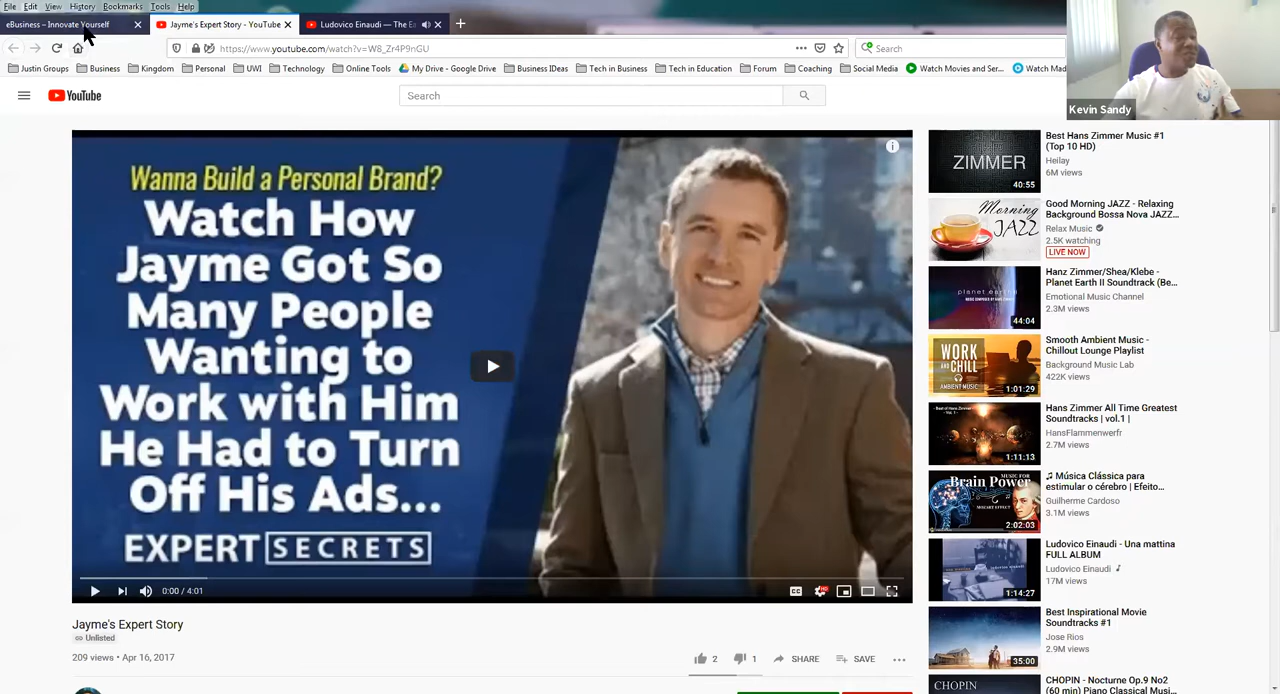 File Edit View History Bookmarks Tools Help
eBusiness – Innovate Yourself
Jayme's Expert Story - YouTube
Ludovico Einaudi — The Ea
https://www.youtube.com/watch?v=W8_Zr4P9nGU
Search
Justin Groups Business Kingdom Personal UWI Technology Online Tools My Drive - Google Drive Business IDeas Tech in Business Tech in Education Forum Coaching Social Media Watch Movies and Ser... Watch Mad
Kevin Sandy
YouTube
Search
Wanna Build a Personal Brand?
Watch How
Jayme Got So
Many People
Wanting to
Work with Him
He Had to Turn
Off His Ads...
EXPERT SECRETS
0:00 / 4:01
Jayme's Expert Story
Unlisted
209 views • Apr 16, 2017
2 1 SHARE SAVE
ZIMMER
40:55
Best Hans Zimmer Music #1
(Top 10 HD)
Heilay
6M views
Morning
JAZZ
Good Morning JAZZ - Relaxing
Background Bossa Nova JAZZ...
Relax Music
2.5K watching
LIVE NOW
planet earth
44:04
Hanz Zimmer/Shea/Klebe -
Planet Earth II Soundtrack (Be...
Emotional Music Channel
2.3M views
WORK
AND CHILL
AMBIENT MUSIC
1:01:29
Smooth Ambient Music -
Chillout Lounge Playlist
Background Music Lab
422K views
1:11:13
Hans Zimmer All Time Greatest
Soundtracks | vol.1 |
HansFlammenwerfr
2.7M views
MUSIC FOR
Brain Power
MOZART EFFECT
2:02:03
♫ Música Clássica para
estimular o cérebro | Efeito...
Guilherme Cardoso
3.1M views
1:14:27
Ludovico Einaudi - Una mattina
FULL ALBUM
Ludovico Einaudi
17M views
35:00
Best Inspirational Movie
Soundtracks #1
Jose Rios
2.9M views
CHOPIN
CHOPIN - Nocturne Op.9 No2
(60 min) Piano Classical Musi...